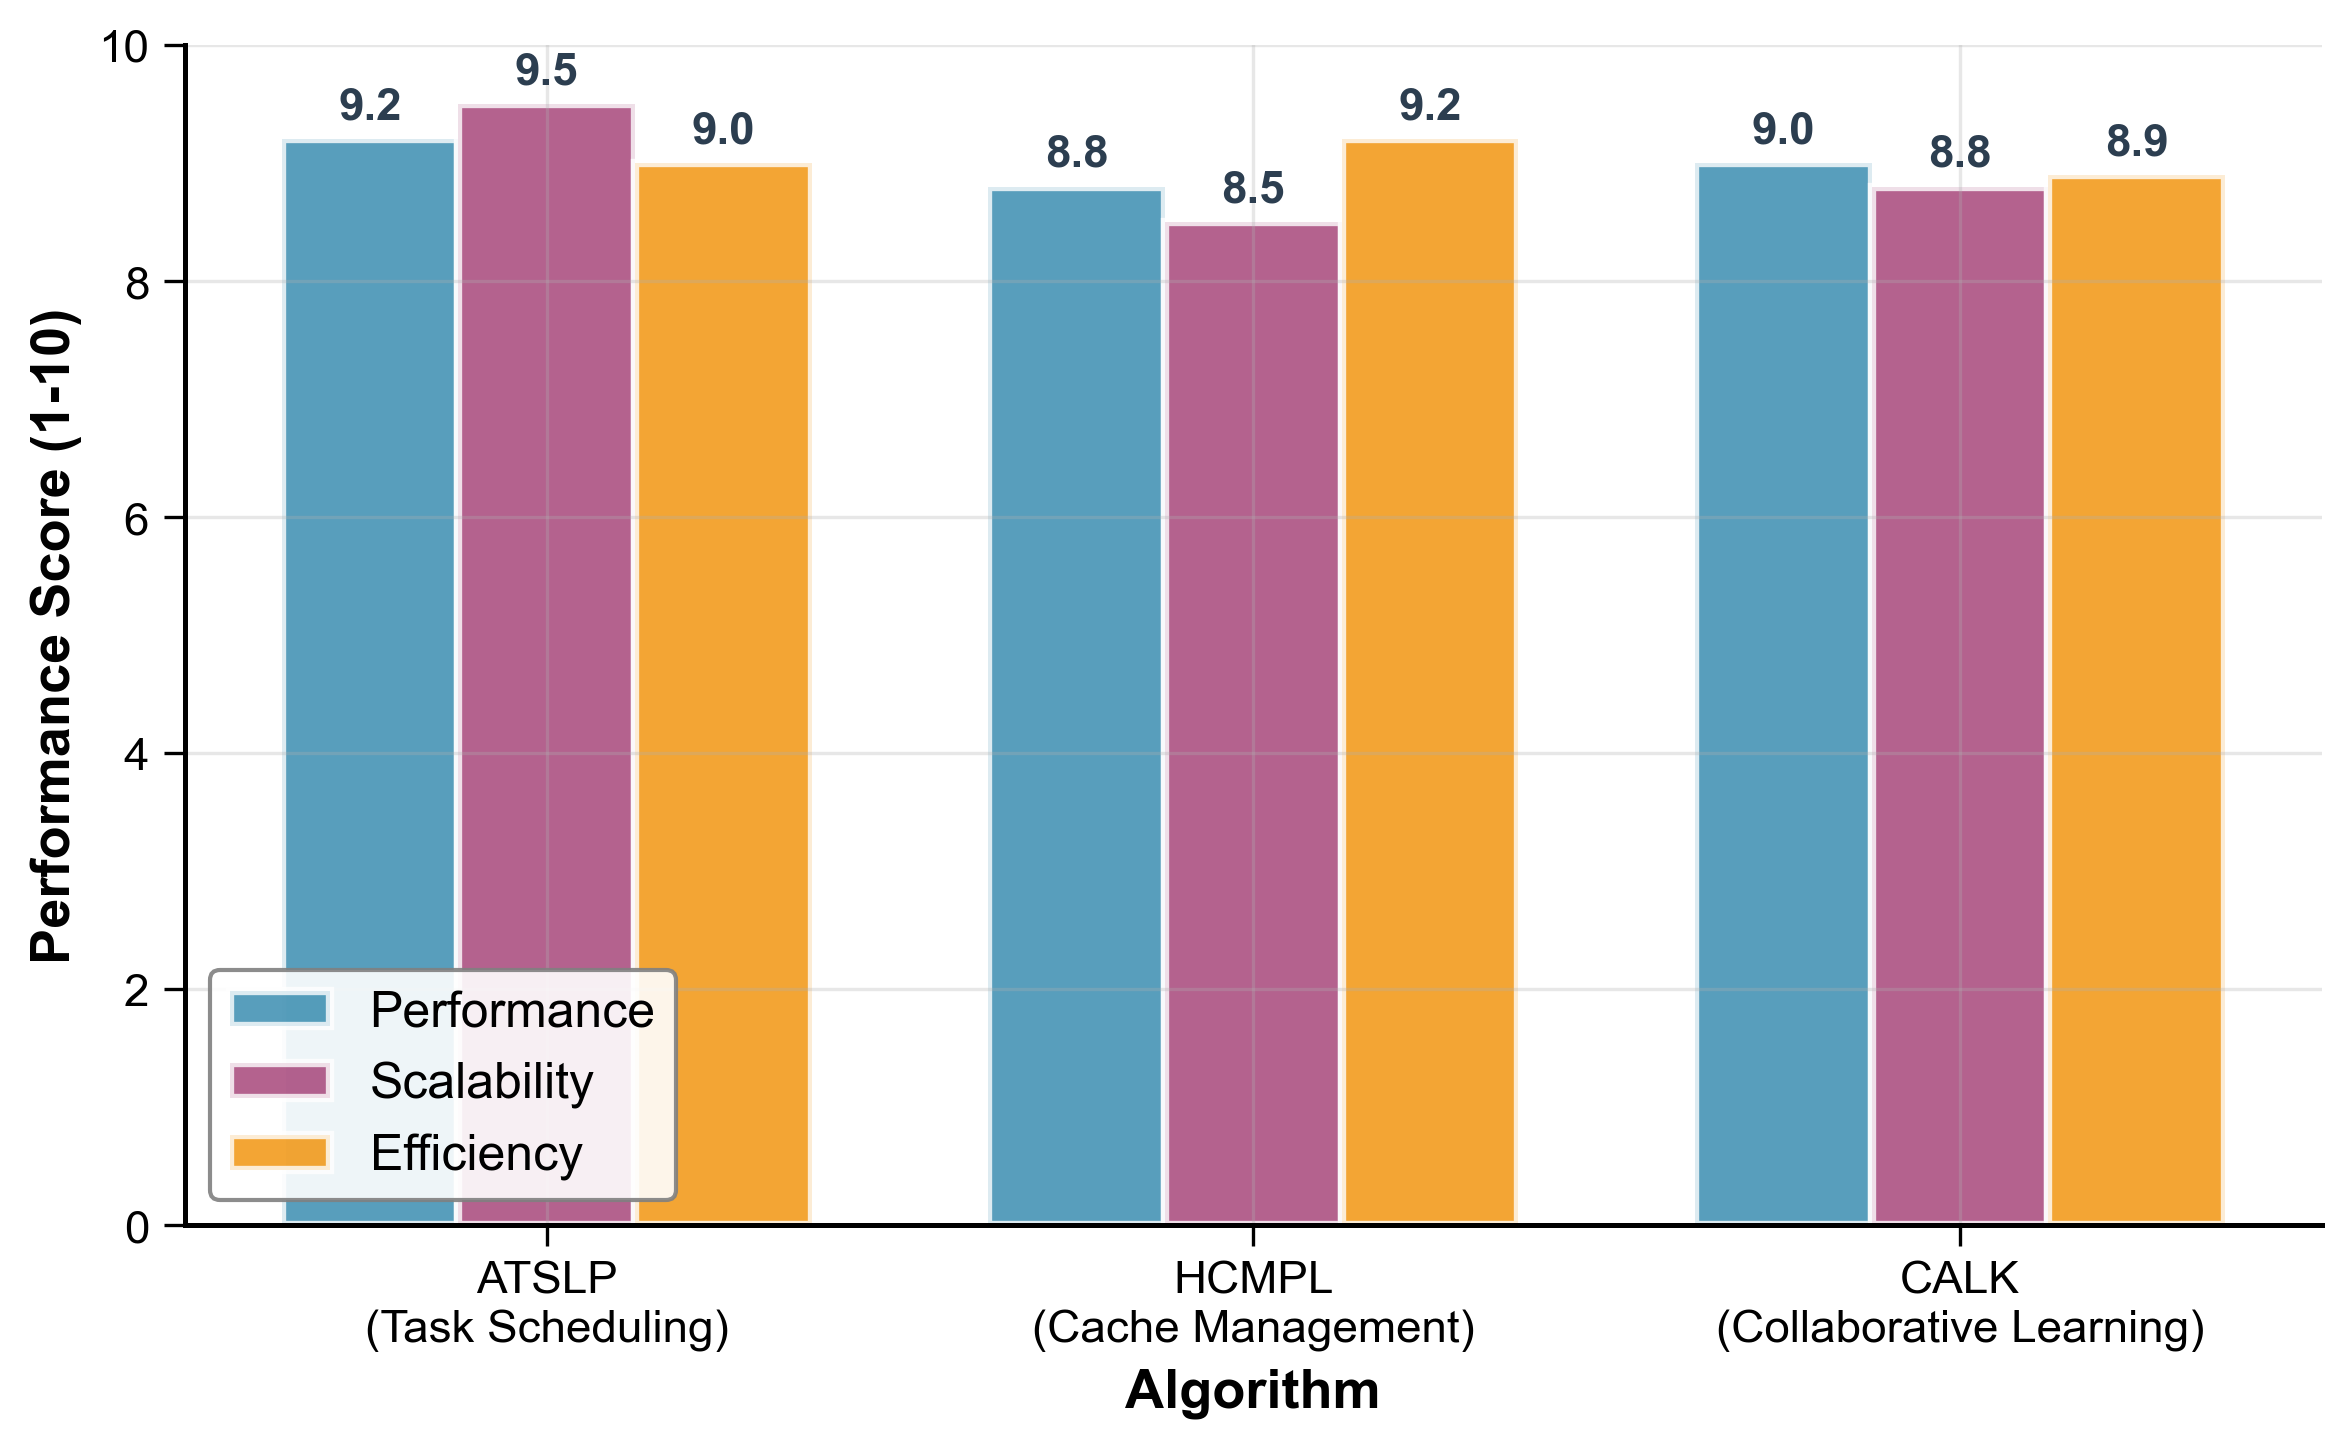 10
8
6
4
2
0
Performance Score (1-10)
9.2
9.5
9.0
8.8
8.5
9.2
9.0
8.8
8.9
Performance
Scalability
Efficiency
ATSLP
(Task Scheduling)
HCMPL
(Cache Management)
CALK
(Collaborative Learning)
Algorithm